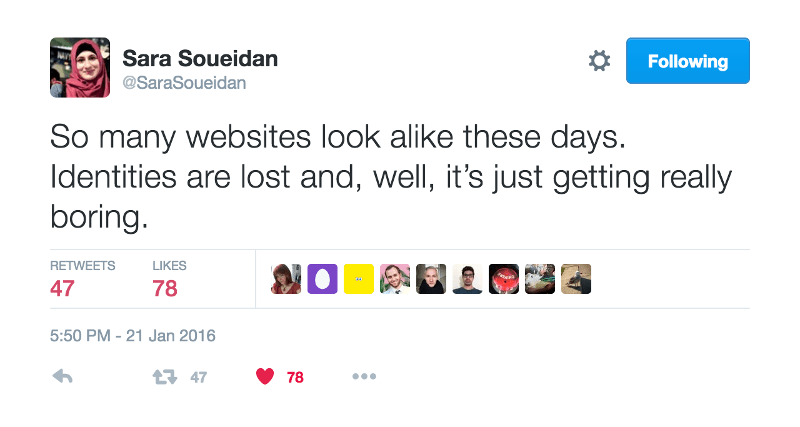 Sara Soueidan
@SaraSoueidan
Following
So many websites look alike these days.
Identities are lost and, well, it’s just getting really
boring.
RETWEETS LIKES
47 78
5:50 PM - 21 Jan 2016
47 78